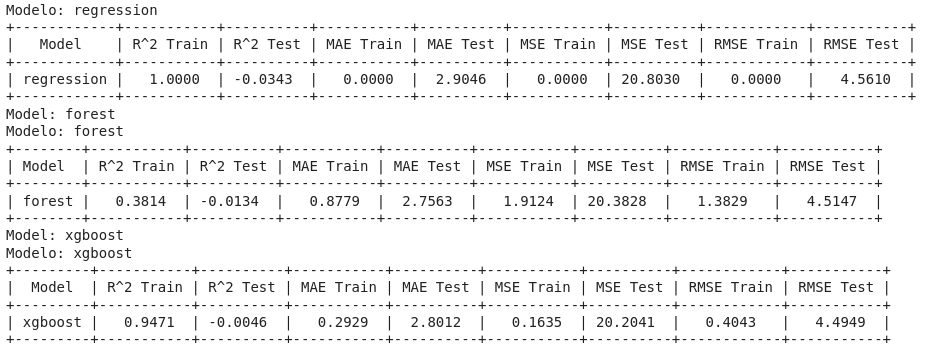 Modelo: regression
+------------+-----------+----------+-----------+----------+-----------+----------+------------+-----------+
|   Model    | R^2 Train | R^2 Test | MAE Train | MAE Test | MSE Train | MSE Test | RMSE Train | RMSE Test |
+------------+-----------+----------+-----------+----------+-----------+----------+------------+-----------+
| regression |   1.0000  | -0.0343  |   0.0000  |  2.9046  |   0.0000  | 20.8030  |   0.0000   |   4.5610  |
+------------+-----------+----------+-----------+----------+-----------+----------+------------+-----------+
Model: forest
Modelo: forest
+--------+-----------+----------+-----------+----------+-----------+----------+------------+-----------+
| Model  | R^2 Train | R^2 Test | MAE Train | MAE Test | MSE Train | MSE Test | RMSE Train | RMSE Test |
+--------+-----------+----------+-----------+----------+-----------+----------+------------+-----------+
| forest |   0.3814  | -0.0134  |   0.8779  |  2.7563  |   1.9124  | 20.3828  |   1.3829   |   4.5147  |
+--------+-----------+----------+-----------+----------+-----------+----------+------------+-----------+
Model: xgboost
Modelo: xgboost
+---------+-----------+----------+-----------+----------+-----------+----------+------------+-----------+
|  Model  | R^2 Train | R^2 Test | MAE Train | MAE Test | MSE Train | MSE Test | RMSE Train | RMSE Test |
+---------+-----------+----------+-----------+----------+-----------+----------+------------+-----------+
| xgboost |   0.9471  | -0.0046  |   0.2929  |  2.8012  |   0.1635  | 20.2041  |   0.4043   |   4.4949  |
+---------+-----------+----------+-----------+----------+-----------+----------+------------+-----------+